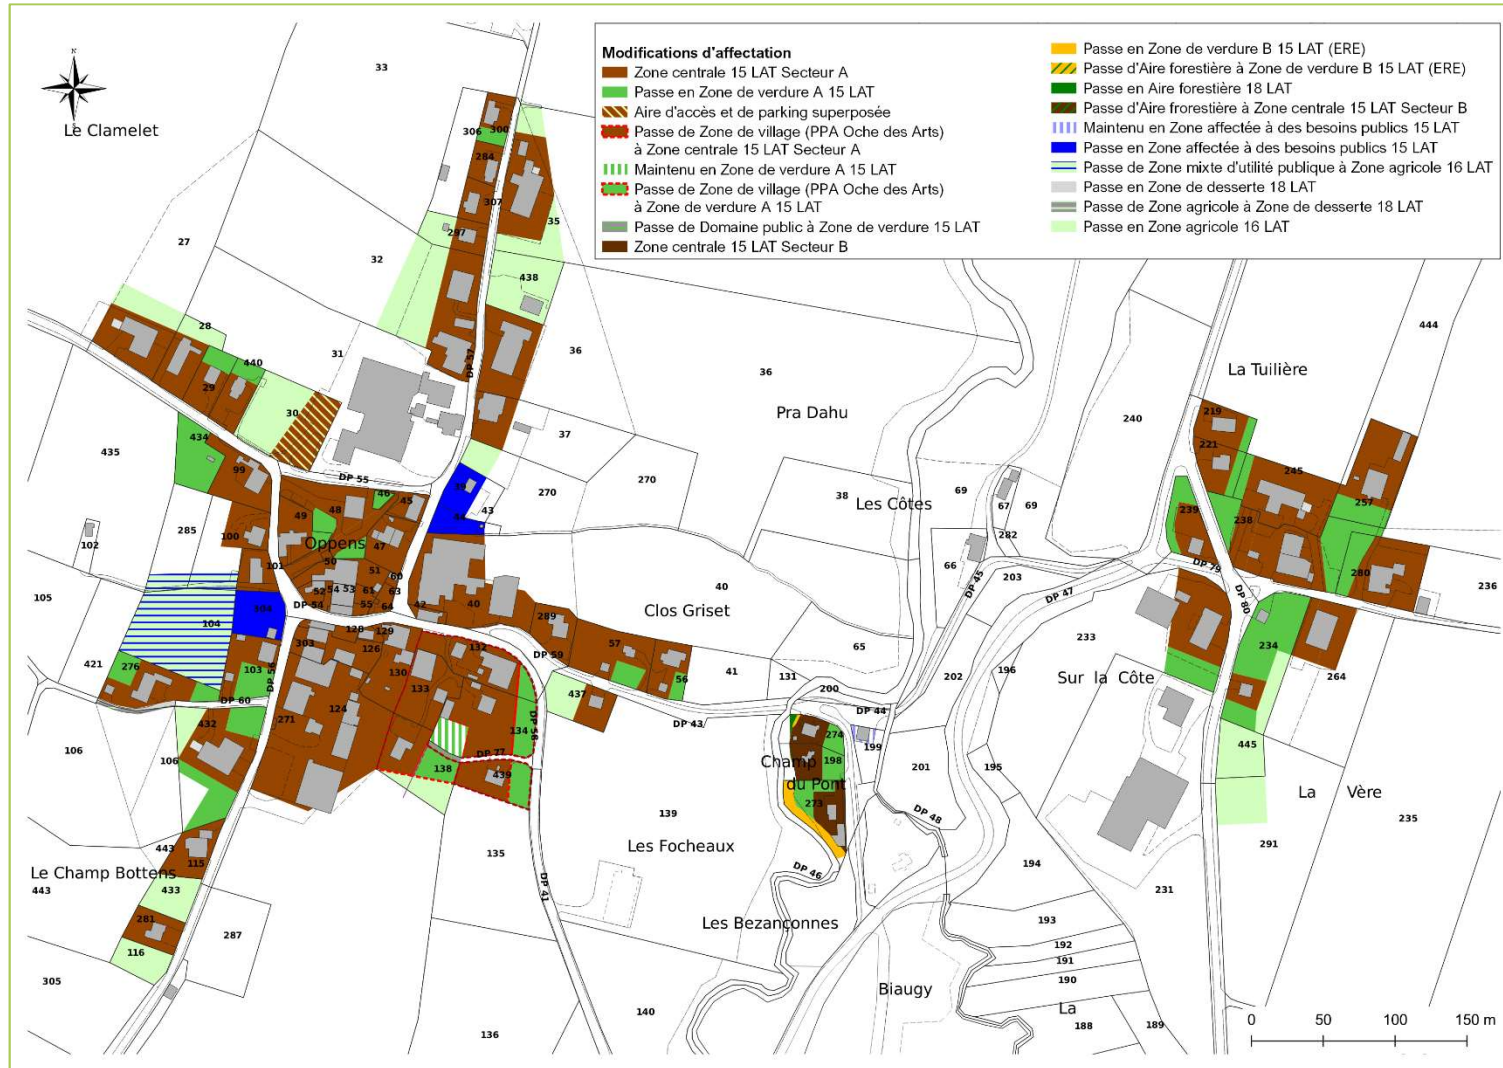 N
Modifications d'affectation
Zone centrale 15 LAT Secteur A
Passe en Zone de verdure A 15 LAT
Aire d'accès et de parking superposée
Passe de Zone de village (PPA Oche des Arts)
à Zone centrale 15 LAT Secteur A
Maintenu en Zone de verdure A 15 LAT
Passe de Zone de village (PPA Oche des Arts)
à Zone de verdure A 15 LAT
Passe de Domaine public à Zone de verdure 15 LAT
Zone centrale 15 LAT Secteur B
Passe en Zone de verdure B 15 LAT (ERE)
Passe d'Aire forestière à Zone de verdure B 15 LAT (ERE)
Passe en Aire forestière 18 LAT
Passe d'Aire frorestière à Zone centrale 15 LAT Secteur B
Maintenu en Zone affectée à des besoins publics 15 LAT
Passe en Zone affectée à des besoins publics 15 LAT
Passe de Zone mixte d'utilité publique à Zone agricole 16 LAT
Passe en Zone de desserte 18 LAT
Passe de Zone agricole à Zone de desserte 18 LAT
Passe en Zone agricole 16 LAT
33
Le Clamelet
306
300
284
307
297
35
27
32
438
28
31
DP 57
36
36
444
La Tuilière
440
29
30
Pra Dahu
240
219
221
434
37
435
99
DP 55
270
270
38
Les Côtes
69
67
69
245
257
39
44
43
46
45
48
49
239
238
102
285
100
Oppens
47
282
101
50
51
60
66
203
DP 45
DP 47
DP 79
280
236
105
52
54
53
61
63
55
64
42
40
40
Clos Griset
DP 54
DP 80
304
104
128
129
289
57
65
233
234
303
126
132
DP 59
Sur la Côte
421
276
103
DP 56
130
133
56
41
131
196
264
DP 60
437
200
202
432
271
124
134
DP 58
DP 43
DP 44
199
274
445
106
106
DP 77
138
439
Champ
du Pont
198
201
195
La Vère
273
235
139
DP 48
443
115
135
Les Focheaux
291
Le Champ Bottens
443
433
DP 46
194
231
DP 41
281
287
Les Bezançonnes
193
116
192
191
305
Biaugy
190
140
La
188
189
136
0
50
100
150 m